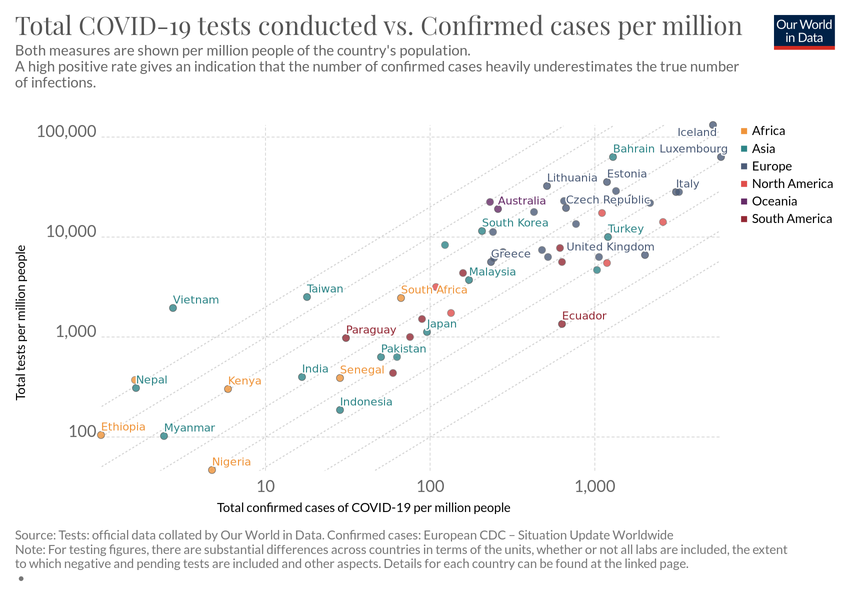 Total COVID-19 tests conducted vs. Confirmed cases per million
Our World
in Data
Both measures are shown per million people of the country's population.
A high positive rate gives an indication that the number of confirmed cases heavily underestimates the true number
of infections.
Total tests per million people
100,000
10,000
1,000
100
10
100
1,000
Total confirmed cases of COVID-19 per million people
Iceland
Bahrain
Luxembourg
Lithuania
Estonia
Italy
Australia
Czech Republic
South Korea
Turkey
Greece
United Kingdom
Malaysia
Taiwan
South Africa
Vietnam
Ecuador
Paraguay
Japan
Pakistan
India
Senegal
Nepal
Kenya
Indonesia
Ethiopia
Myanmar
Nigeria
Africa
Asia
Europe
North America
Oceania
South America
Source: Tests: official data collated by Our World in Data. Confirmed cases: European CDC – Situation Update Worldwide
Note: For testing figures, there are substantial differences across countries in terms of the units, whether or not all labs are included, the extent
to which negative and pending tests are included and other aspects. Details for each country can be found at the linked page.